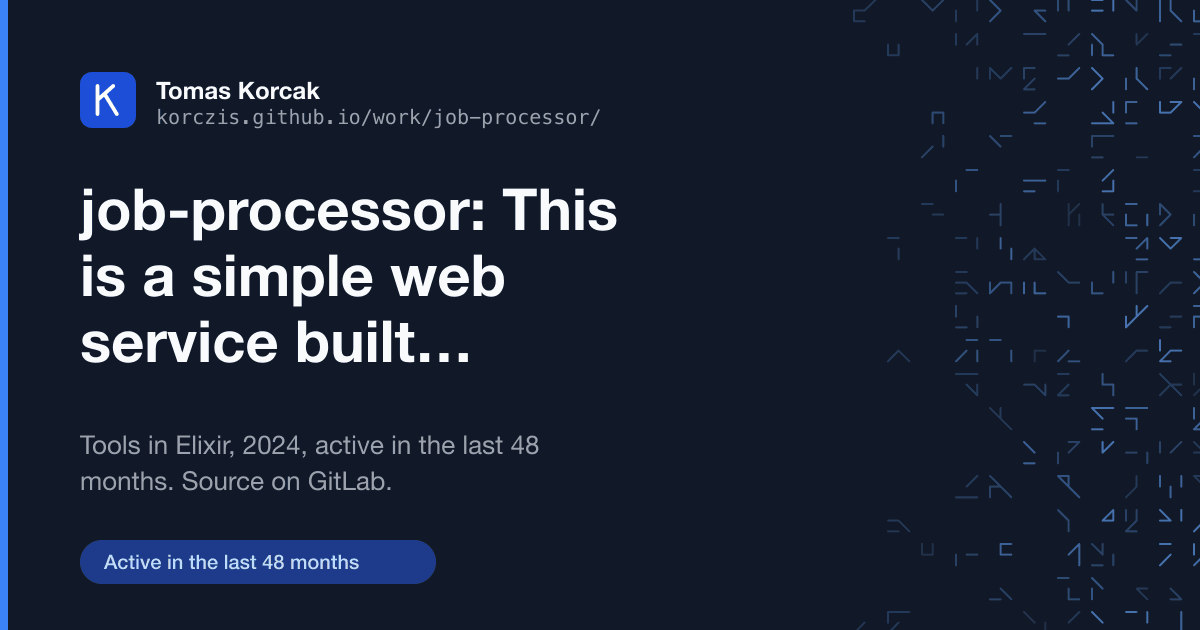 K
Tomas Korcak
korczis.github.io/work/job-processor/
job-processor: This
is a simple web
service built…
Tools in Elixir, 2024, active in the last 48
months. Source on GitLab.
Active in the last 48 months